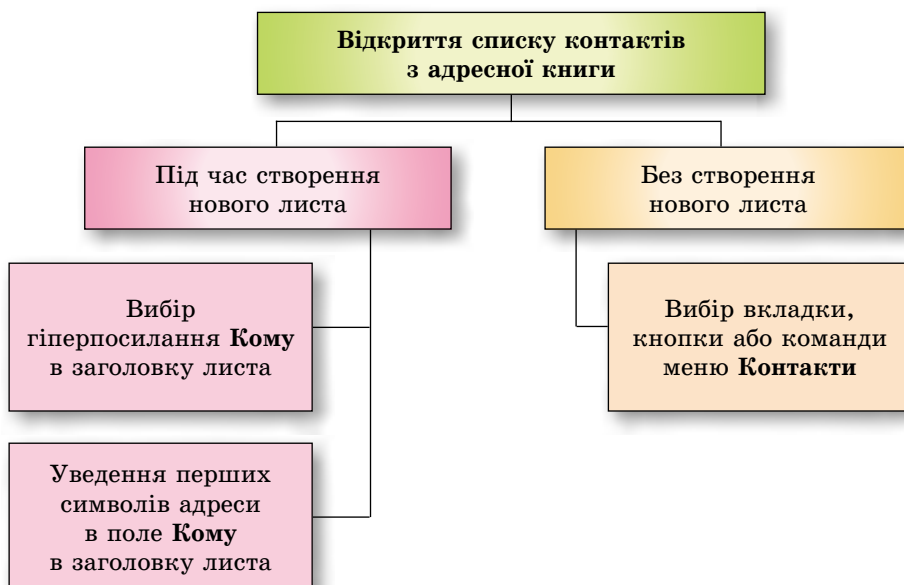 Відкриття списку контактів
з адресної книги
Під час створення
нового листа
Без створення
нового листа
Вибір
гіперпосилання Кому
в заголовку листа
Вибір вкладки,
кнопки або команди
меню Контакти
Уведення перших
символів адреси
в поле Кому
в заголовку листа